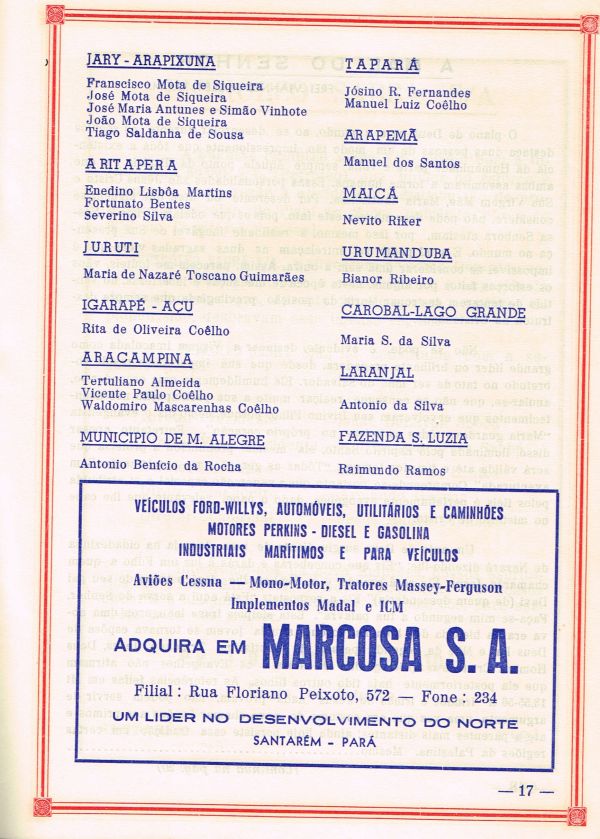 JARY - ARAPIXUNA
Franscisco Mota de Siqueira
José Mota de Siqueira
José Maria Antunes e Simão Vinhote
João Mota de Siqueira
Tiago Saldanha de Sousa
ARITAPERA
Enedino Lisbôa Martins
Fortunato Bentes
Severino Silva
JURUTI
Maria de Nazaré Toscano Guimarães
IGARAPÉ - AÇU
Rita de Oliveira Coêlho
ARACAMPINA
Tertuliano Almeida
Vicente Paulo Coêlho
Waldomiro Mascarenhas Coêlho
MUNICIPIO DE M. ALEGRE
Antonio Benício da Rocha
TAPARÁ
Jósino R. Fernandes
Manuel Luiz Coêlho
ARAPEMÃ
Manuel dos Santos
MAICÁ
Nevito Riker
URUMANDUBA
Bianor Ribeiro
CAROBAL-LAGO GRANDE
Maria S. da Silva
LARANJAL
Antonio da Silva
FAZENDA S. LUZIA
Raimundo Ramos
VEÍCULOS FORD-WILLYS, AUTOMÓVEIS, UTILITÁRIOS E CAMINHÕES
MOTORES PERKINS - DIESEL E GASOLINA
INDUSTRIAIS MARÍTIMOS E PARA VEÍCULOS
Aviões Cessna — Mono-Motor, Tratores Massey-Ferguson
Implementos Madal e ICM
ADQUIRA EM MARCOSA S. A.
Filial : Rua Floriano Peixoto, 572 — Fone : 234
UM LIDER NO DESENVOLVIMENTO DO NORTE
SANTARÉM - PARÁ
— 17 —